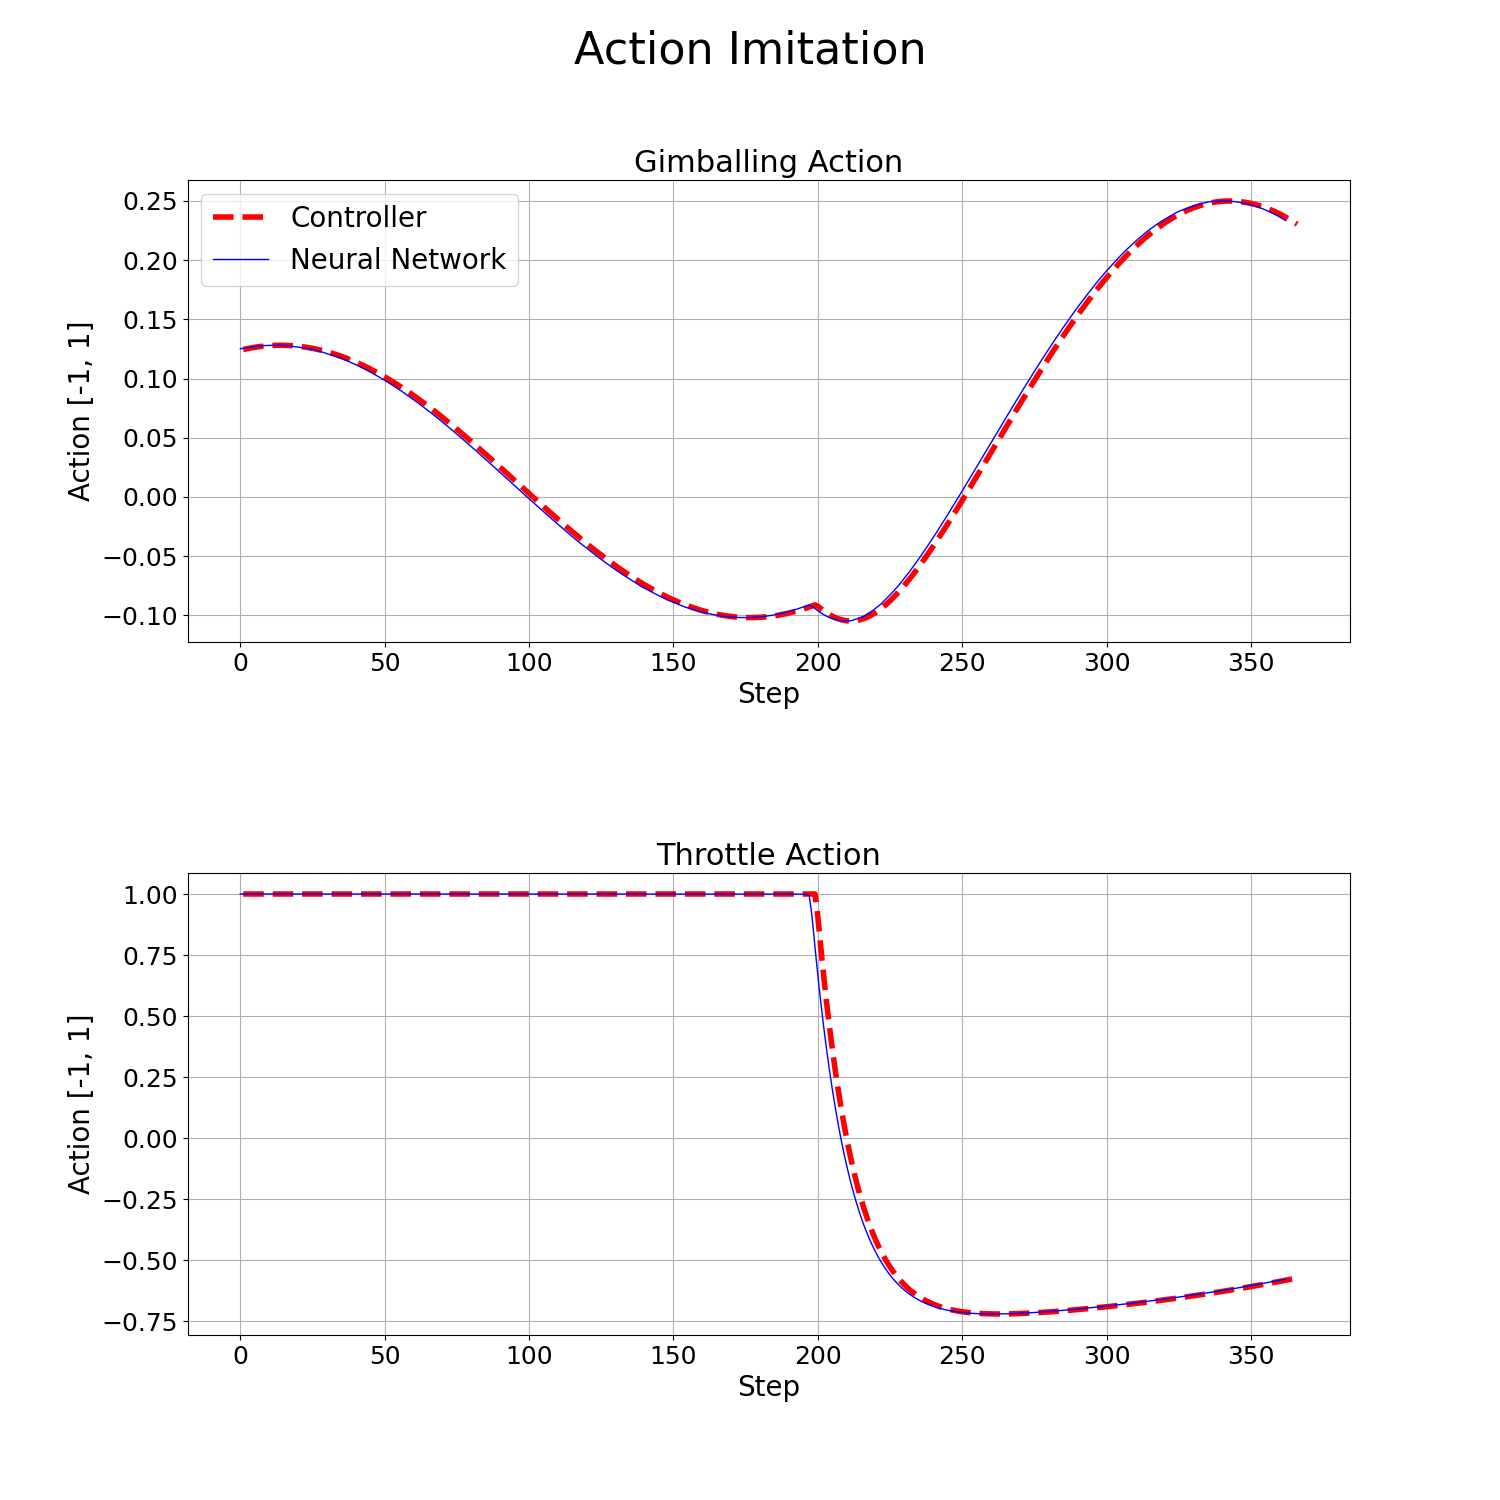 Action Imitation
Gimballing Action
0.25
0.20
0.15
0.10
0.05
0.00
−0.05
−0.10
Action [-1, 1]
Controller
Neural Network
0 50 100 150 200 250 300 350
Step
Throttle Action
1.00
0.75
0.50
0.25
0.00
−0.25
−0.50
−0.75
Action [-1, 1]
0 50 100 150 200 250 300 350
Step